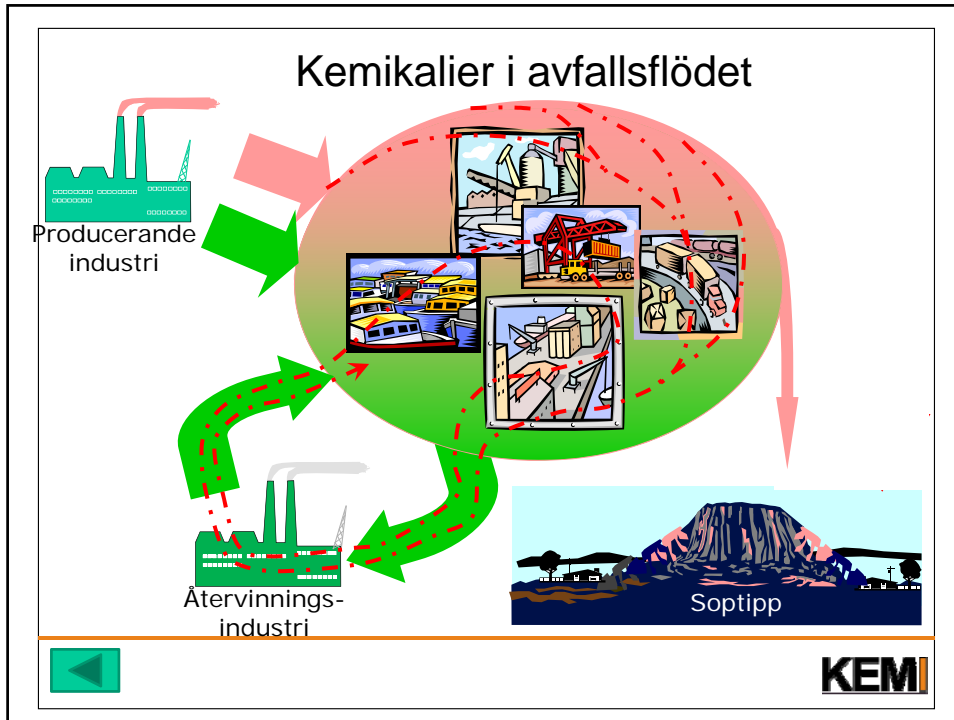 Kemikalier i avfallsflödet
Producerande
industri
Återvinnings-
industri
Soptipp
KEMI